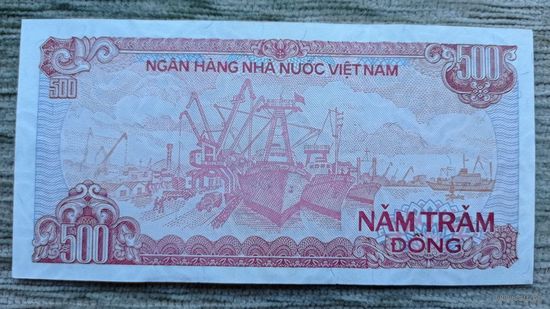 NGÂN HÀNG NHÀ NƯỚC VIỆT NAM
500
500
500
NĂM TRĂM
ĐỒNG